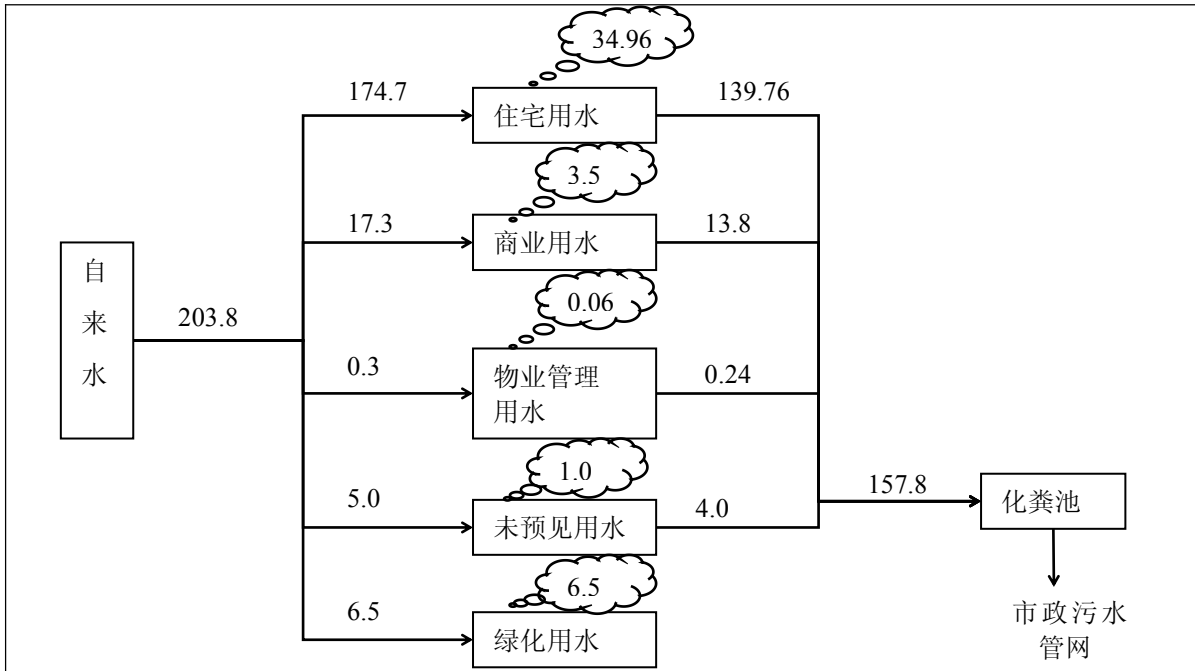 34.96
174.7
住宅用水
139.76
3.5
17.3
商业用水
13.8
自
来
水
203.8
0.06
0.3
物业管理
用水
0.24
1.0
5.0
未预见用水
4.0
157.8
化粪池
6.5
6.5
绿化用水
市政污水
管网